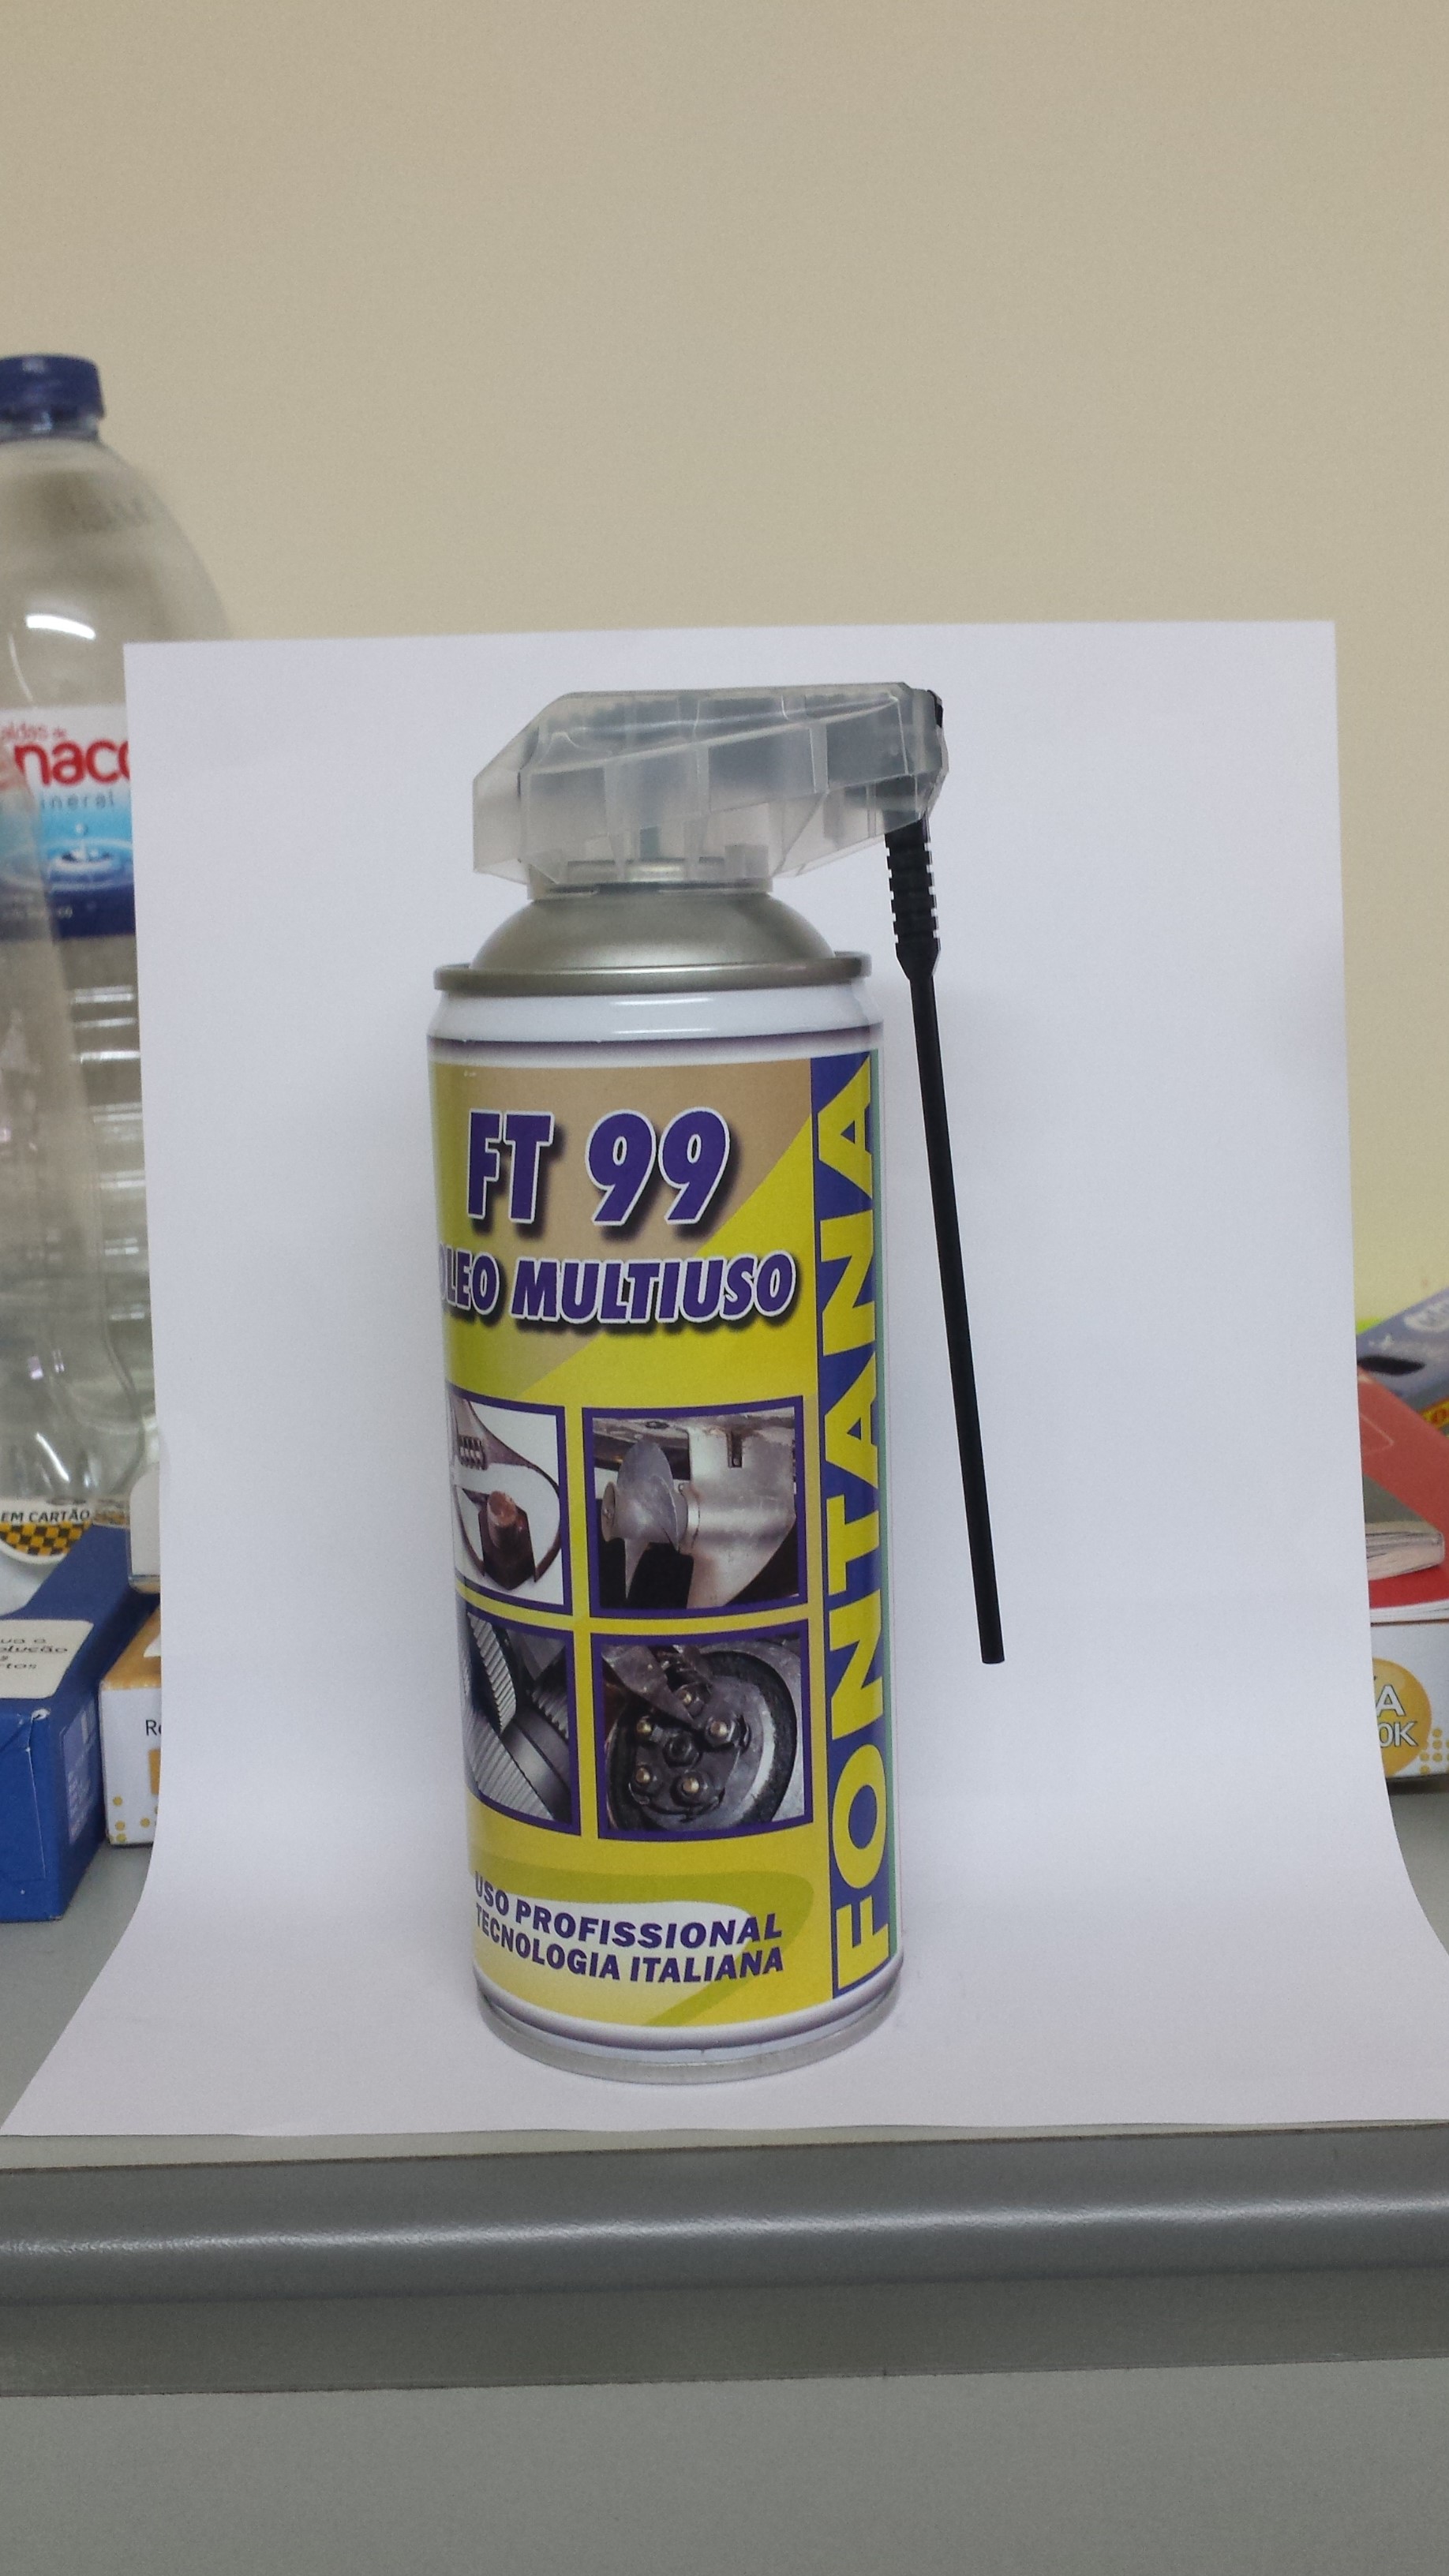 FT 99
OLEO MULTIUSO
FONTANA
USO PROFISSIONAL
TECNOLOGIA ITALIANA
EM CARTÃO